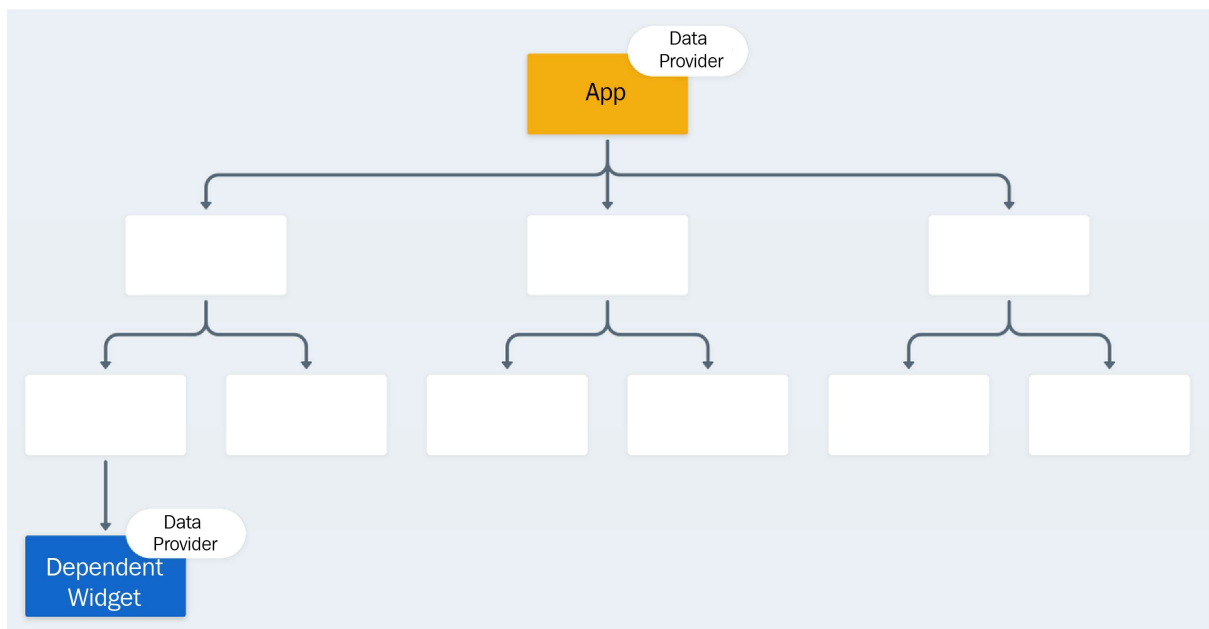 Data
Provider
App
Data
Provider
Dependent
Widget